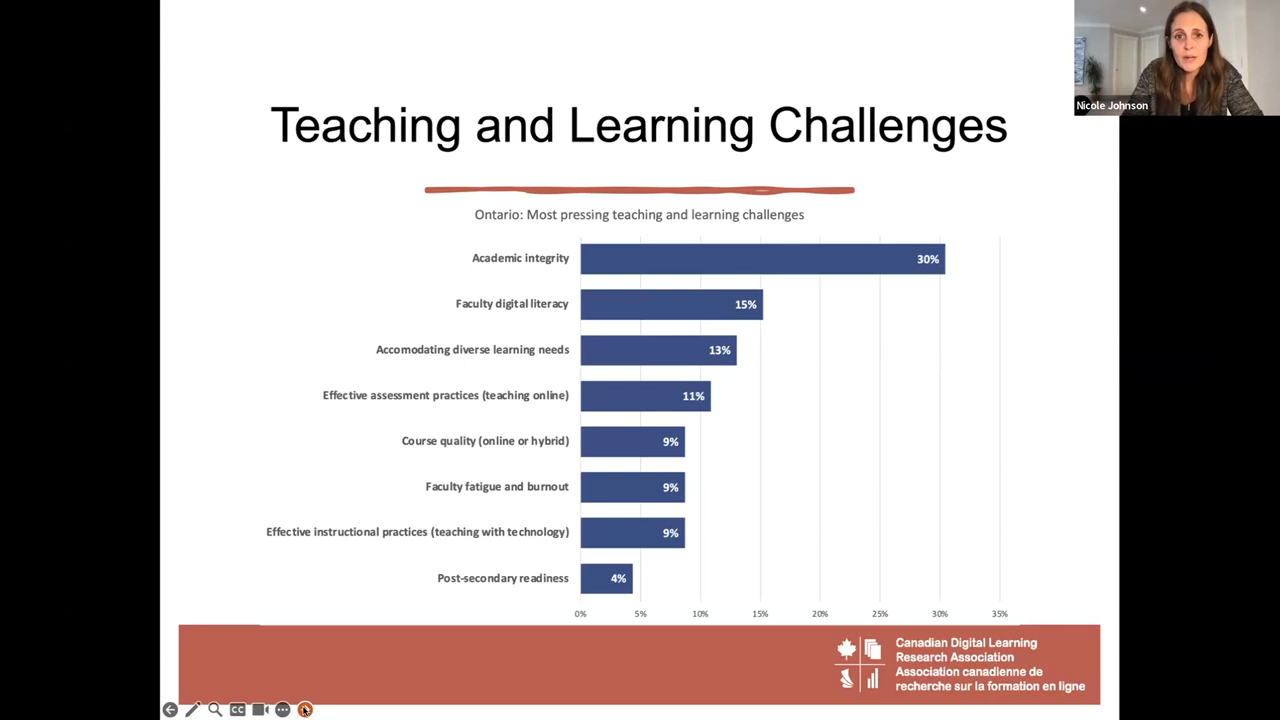 Teaching and Learning Challenges
Nicole Johnson
Ontario: Most pressing teaching and learning challenges
Academic integrity 30%
Faculty digital literacy 15%
Accomodating diverse learning needs 13%
Effective assessment practices (teaching online) 11%
Course quality (online or hybrid) 9%
Faculty fatigue and burnout 9%
Effective instructional practices (teaching with technology) 9%
Post-secondary readiness 4%
0% 5% 10% 15% 20% 25% 30% 35%
Canadian Digital Learning
Research Association
Association canadienne de
recherche sur la formation en ligne
CC